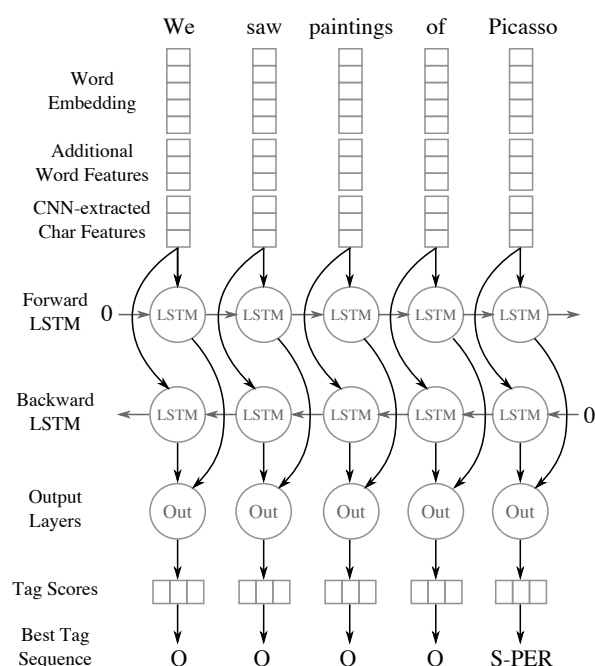 We saw paintings of Picasso
Word
Embedding
Additional
Word Features
CNN-extracted
Char Features
Forward
LSTM
0 LSTM LSTM LSTM LSTM LSTM
Backward
LSTM
LSTM LSTM LSTM LSTM LSTM 0
Output
Layers
Out Out Out Out Out
Tag Scores
Best Tag
Sequence
O O O O S-PER